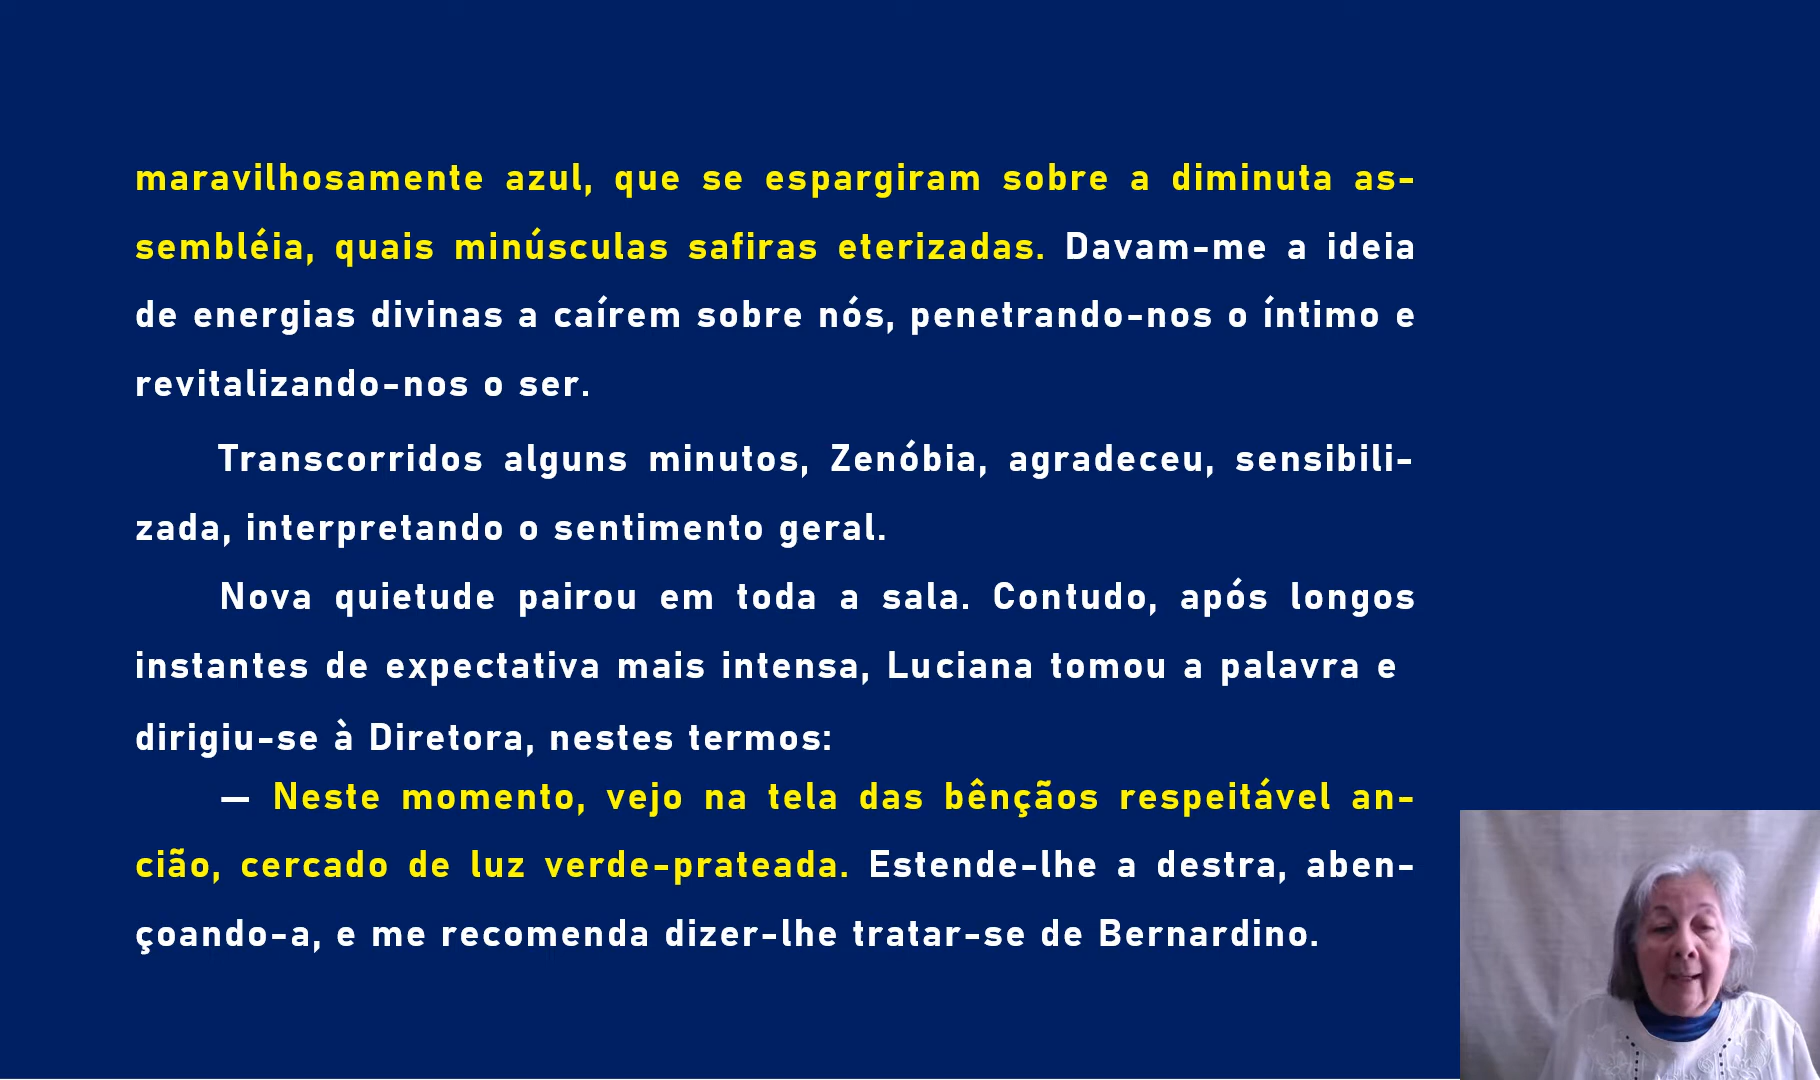 maravilhosamente azul, que se espargiram sobre a diminuta as-
sembléia, quais minúsculas safiras eterizadas. Davam-me a ideia
de energias divinas a caírem sobre nós, penetrando-nos o íntimo e
revitalizando-nos o ser.
Transcorridos alguns minutos, Zenóbia, agradeceu, sensibili-
zada, interpretando o sentimento geral.
Nova quietude pairou em toda a sala. Contudo, após longos
instantes de expectativa mais intensa, Luciana tomou a palavra e
dirigiu-se à Diretora, nestes termos:
— Neste momento, vejo na tela das bênçãos respeitável an-
cião, cercado de luz verde-prateada. Estende-lhe a destra, aben-
çoando-a, e me recomenda dizer-lhe tratar-se de Bernardino.